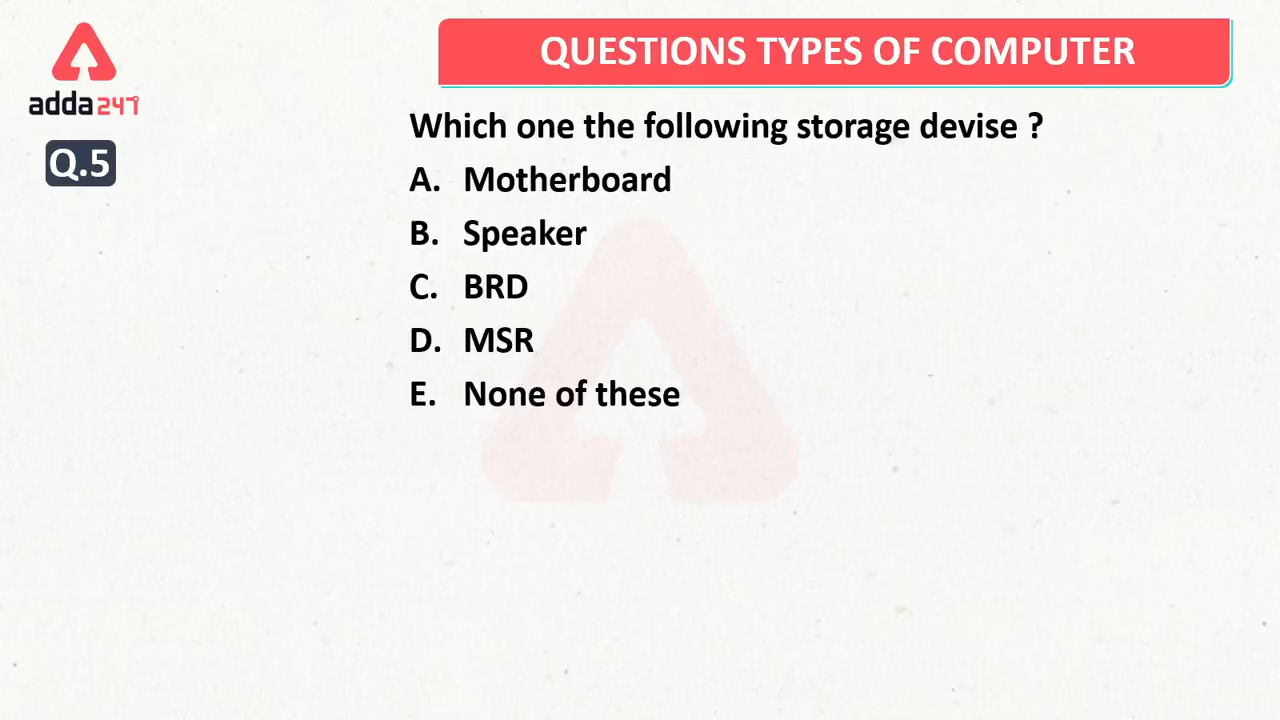 adda247
QUESTIONS TYPES OF COMPUTER
Q.5
Which one the following storage devise ?
A. Motherboard
B. Speaker
C. BRD
D. MSR
E. None of these